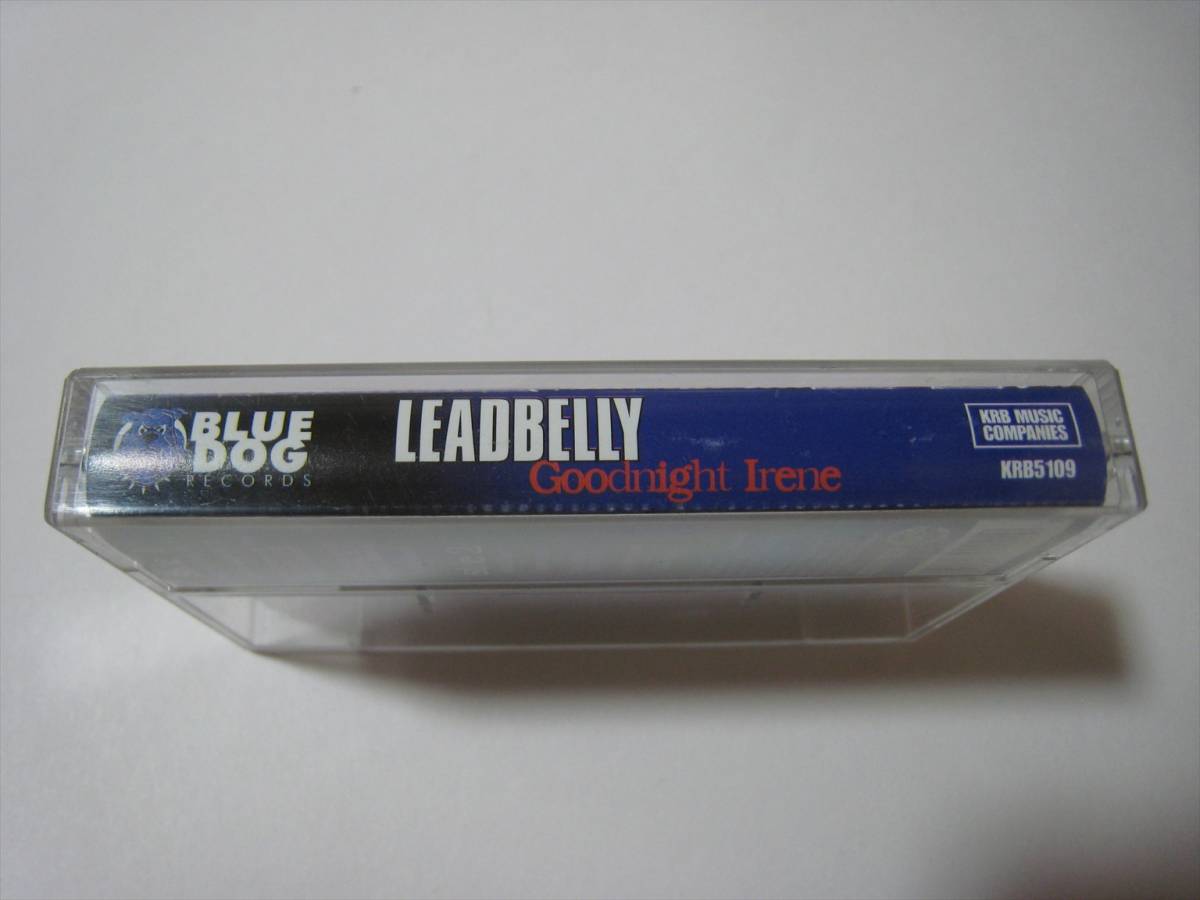 BLUE
DOG
RECORDS
LEADBELLY
Goodnight Irene
KRB MUSIC
COMPANIES
KRB5109